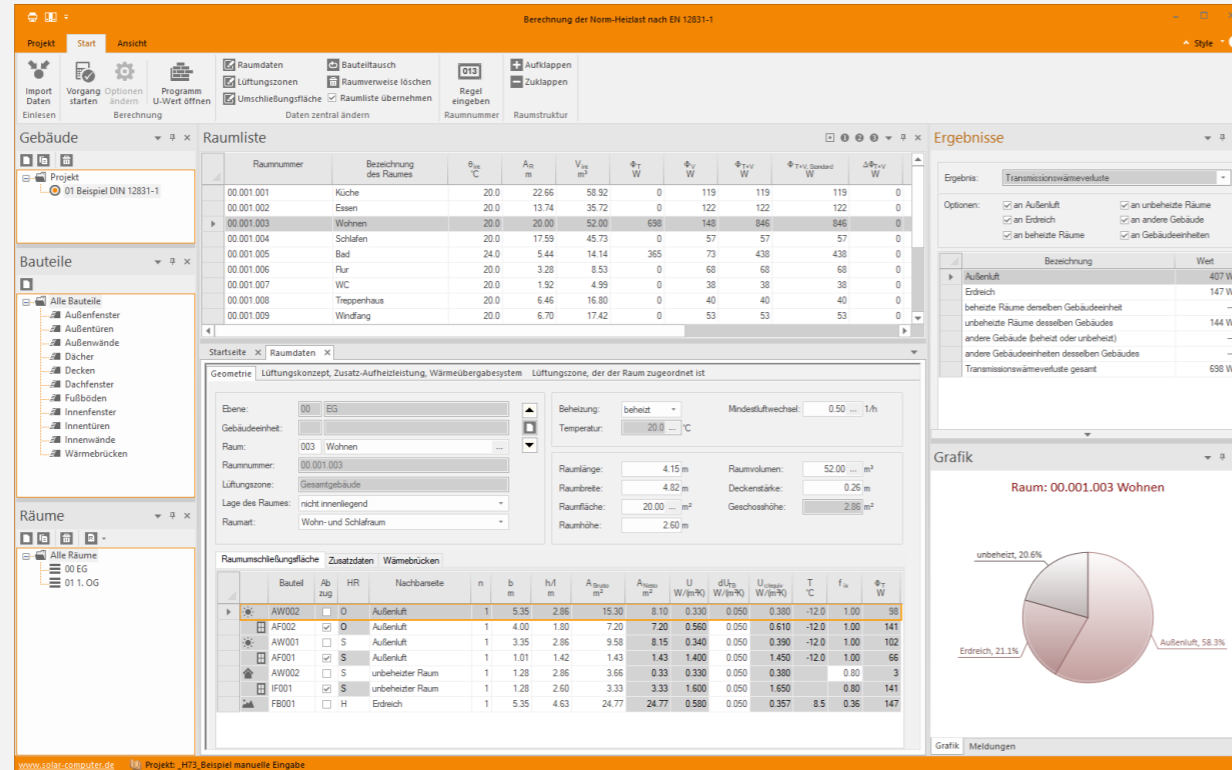 Berechnung der Norm-Heizlast nach EN 12831-1
Projekt Start Ansicht Style
Import Daten Vorgang starten Optionen ändern Programm U-Wert öffnen
Raumdaten Bauteiltausch Aufklappen
Lüftungszonen Raumverweise löschen Zuklappen
Umschließungsfläche Raumliste übernehmen
013 Regel eingeben
Einlesen Berechnung Daten zentral ändern Raumnummer Raumstruktur
Gebäude
Projekt
01 Beispiel DIN 12831-1
Bauteile
Alle Bauteile
Außenfenster
Außentüren
Außenwände
Dächer
Decken
Dachfenster
Fußböden
Innenfenster
Innentüren
Innenwände
Wärmebrücken
Räume
Alle Räume
00 EG
01 1. OG
Raumliste
Raumnummer Bezeichnung des Raumes θint °C AR m Vint m³ ΦT W ΦV W ΦT+V W ΦT+V, Standard W ΔΦT+V W
00.001.001 Küche 20.0 22.66 58.92 0 119 119 119 0
00.001.002 Essen 20.0 13.74 35.72 0 122 122 122 0
00.001.003 Wohnen 20.0 20.00 52.00 698 148 846 846 0
00.001.004 Schlafen 20.0 17.59 45.73 0 57 57 57 0
00.001.005 Bad 24.0 5.44 14.14 365 73 438 438 0
00.001.006 Flur 20.0 3.28 8.53 0 68 68 68 0
00.001.007 WC 20.0 1.92 4.99 0 38 38 38 0
00.001.008 Treppenhaus 20.0 6.46 16.80 0 40 40 40 0
00.001.009 Windfang 20.0 6.70 17.42 0 53 53 53 0
Startseite Raumdaten
Geometrie Lüftungskonzept, Zusatz-Aufheizleistung, Wärmeübergabesystem Lüftungszone, der der Raum zugeordnet ist
Ebene: 00 EG
Gebäudeeinheit:
Raum: 003 Wohnen ...
Raumnummer: 00.001.003
Lüftungszone: Gesamtgebäude
Lage des Raumes: nicht innenliegend
Raumart: Wohn- und Schlafraum
Beheizung: beheizt Mindestluftwechsel: 0.50 ... 1/h
Temperatur: 20.0 ... °C
Raumlänge: 4.15 m Raumvolumen: 52.00 ... m³
Raumbreite: 4.82 m Deckenstärke: 0.26 m
Raumfläche: 20.00 ... m² Geschosshöhe: 2.86 m²
Raumhöhe: 2.60 m
Raumumschließungsfläche Zusatzdaten Wärmebrücken
Bauteil Ab zug HR Nachbarseite n b m h/l m ABrutto m² ANetto m² U W/(m²K) dUTB W/(m²K) T °C f ix ΦT W
AW002 O Außenluft 1 5.35 2.86 15.30 8.10 0.330 0.050 0.380 -12.0 1.00 98
AF002 O Außenluft 1 4.00 1.80 7.20 7.20 0.560 0.050 0.610 -12.0 1.00 141
AW001 S Außenluft 1 3.35 2.86 9.58 8.15 0.340 0.050 0.390 -12.0 1.00 102
AF001 S Außenluft 1 1.01 1.42 1.43 1.43 1.400 0.050 1.450 -12.0 1.00 66
AW002 S unbeheizter Raum 1 1.28 2.86 3.66 0.33 0.330 0.050 0.380 0.80 3
IF001 S unbeheizter Raum 1 1.28 2.60 3.33 3.33 1.600 0.050 1.650 0.80 141
FB001 H Erdreich 1 5.35 4.63 24.77 24.77 0.580 0.050 0.357 8.5 0.36 147
Ergebnisse
Ergebnis: Transmissionswärmeverluste
Optionen: an Außenluft an unbeheizte Räume
an Erdreich an andere Gebäude
an beheizte Räume an Gebäudeeinheiten
Bezeichnung Wert
Außenluft 407 W
Erdreich 147 W
beheizte Räume derselben Gebäudeeinheit
unbeheizte Räume desselben Gebäudes 144 W
andere Gebäude (beheizt oder unbeheizt)
andere Gebäudeeinheiten desselben Gebäudes
Transmissionswärmeverluste gesamt 698 W
Grafik
Raum: 00.001.003 Wohnen
unbeheizt, 20.6%
Außenluft, 58.3%
Erdreich, 21.1%
Grafik Meldungen
www.solar-computer.de Projekt: _H73_Beispiel manuelle Eingabe